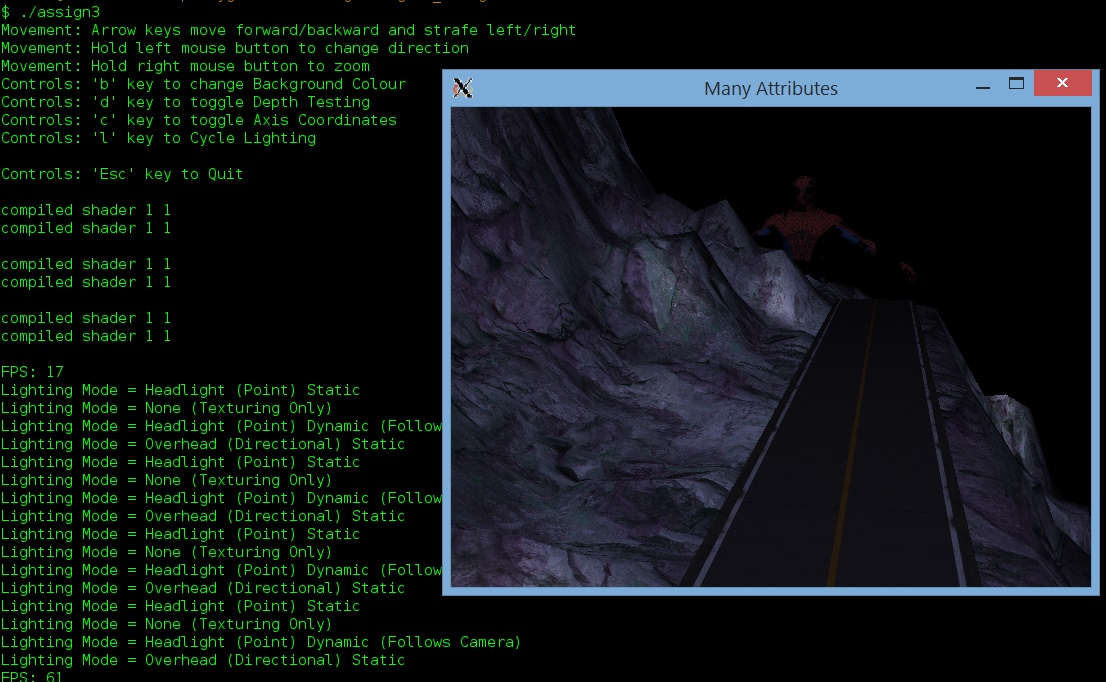 $ ./assign3
Movement: Arrow keys move forward/backward and strafe left/right
Movement: Hold left mouse button to change direction
Movement: Hold right mouse button to zoom
Controls: 'b' key to change Background Colour
Controls: 'd' key to toggle Depth Testing
Controls: 'c' key to toggle Axis Coordinates
Controls: 'l' key to Cycle Lighting
Controls: 'Esc' key to Quit
compiled shader 1 1
compiled shader 1 1
compiled shader 1 1
compiled shader 1 1
compiled shader 1 1
compiled shader 1 1
FPS: 17
Lighting Mode = Headlight (Point) Static
Lighting Mode = None (Texturing Only)
Lighting Mode = Headlight (Point) Dynamic (Follow
Lighting Mode = Overhead (Directional) Static
Lighting Mode = Headlight (Point) Static
Lighting Mode = None (Texturing Only)
Lighting Mode = Headlight (Point) Dynamic (Follow
Lighting Mode = Overhead (Directional) Static
Lighting Mode = Headlight (Point) Static
Lighting Mode = None (Texturing Only)
Lighting Mode = Headlight (Point) Dynamic (Follow
Lighting Mode = Overhead (Directional) Static
Lighting Mode = Headlight (Point) Static
Lighting Mode = None (Texturing Only)
Lighting Mode = Headlight (Point) Dynamic (Follows Camera)
Lighting Mode = Overhead (Directional) Static
FPS: 61
Many Attributes